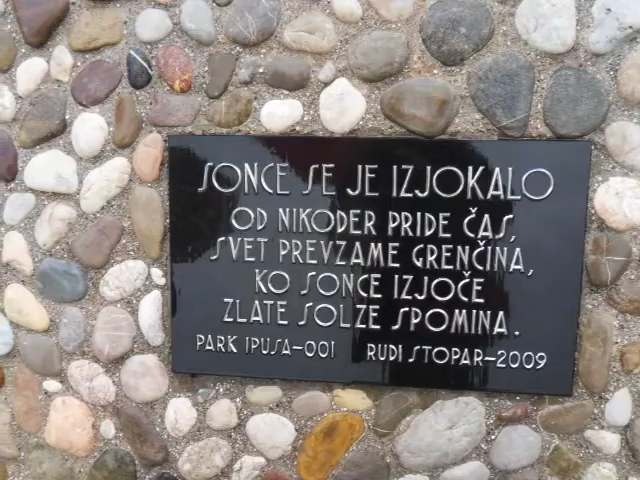 SONCE SE JE IZJOKALO
OD NIKODER PRIDE ČAS,
SVET PREVZAME GRENČINA,
KO SONCE IZJOČE
ZLATE SOLZE SPOMINA.
PARK IPUSA-001 RUDI STOPAR-2009